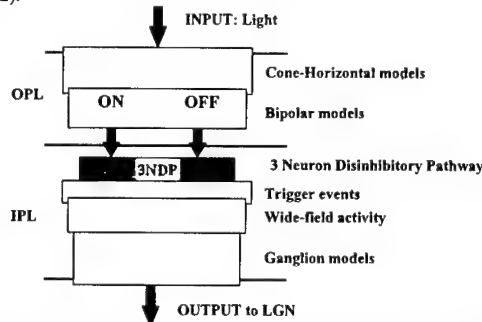 2).
INPUT: Light
Cone-Horizontal models
OPL
ON OFF
Bipolar models
3NDP
3 Neuron Disinhibitory Pathway
Trigger events
IPL
Wide-field activity
Ganglion models
OUTPUT to LGN